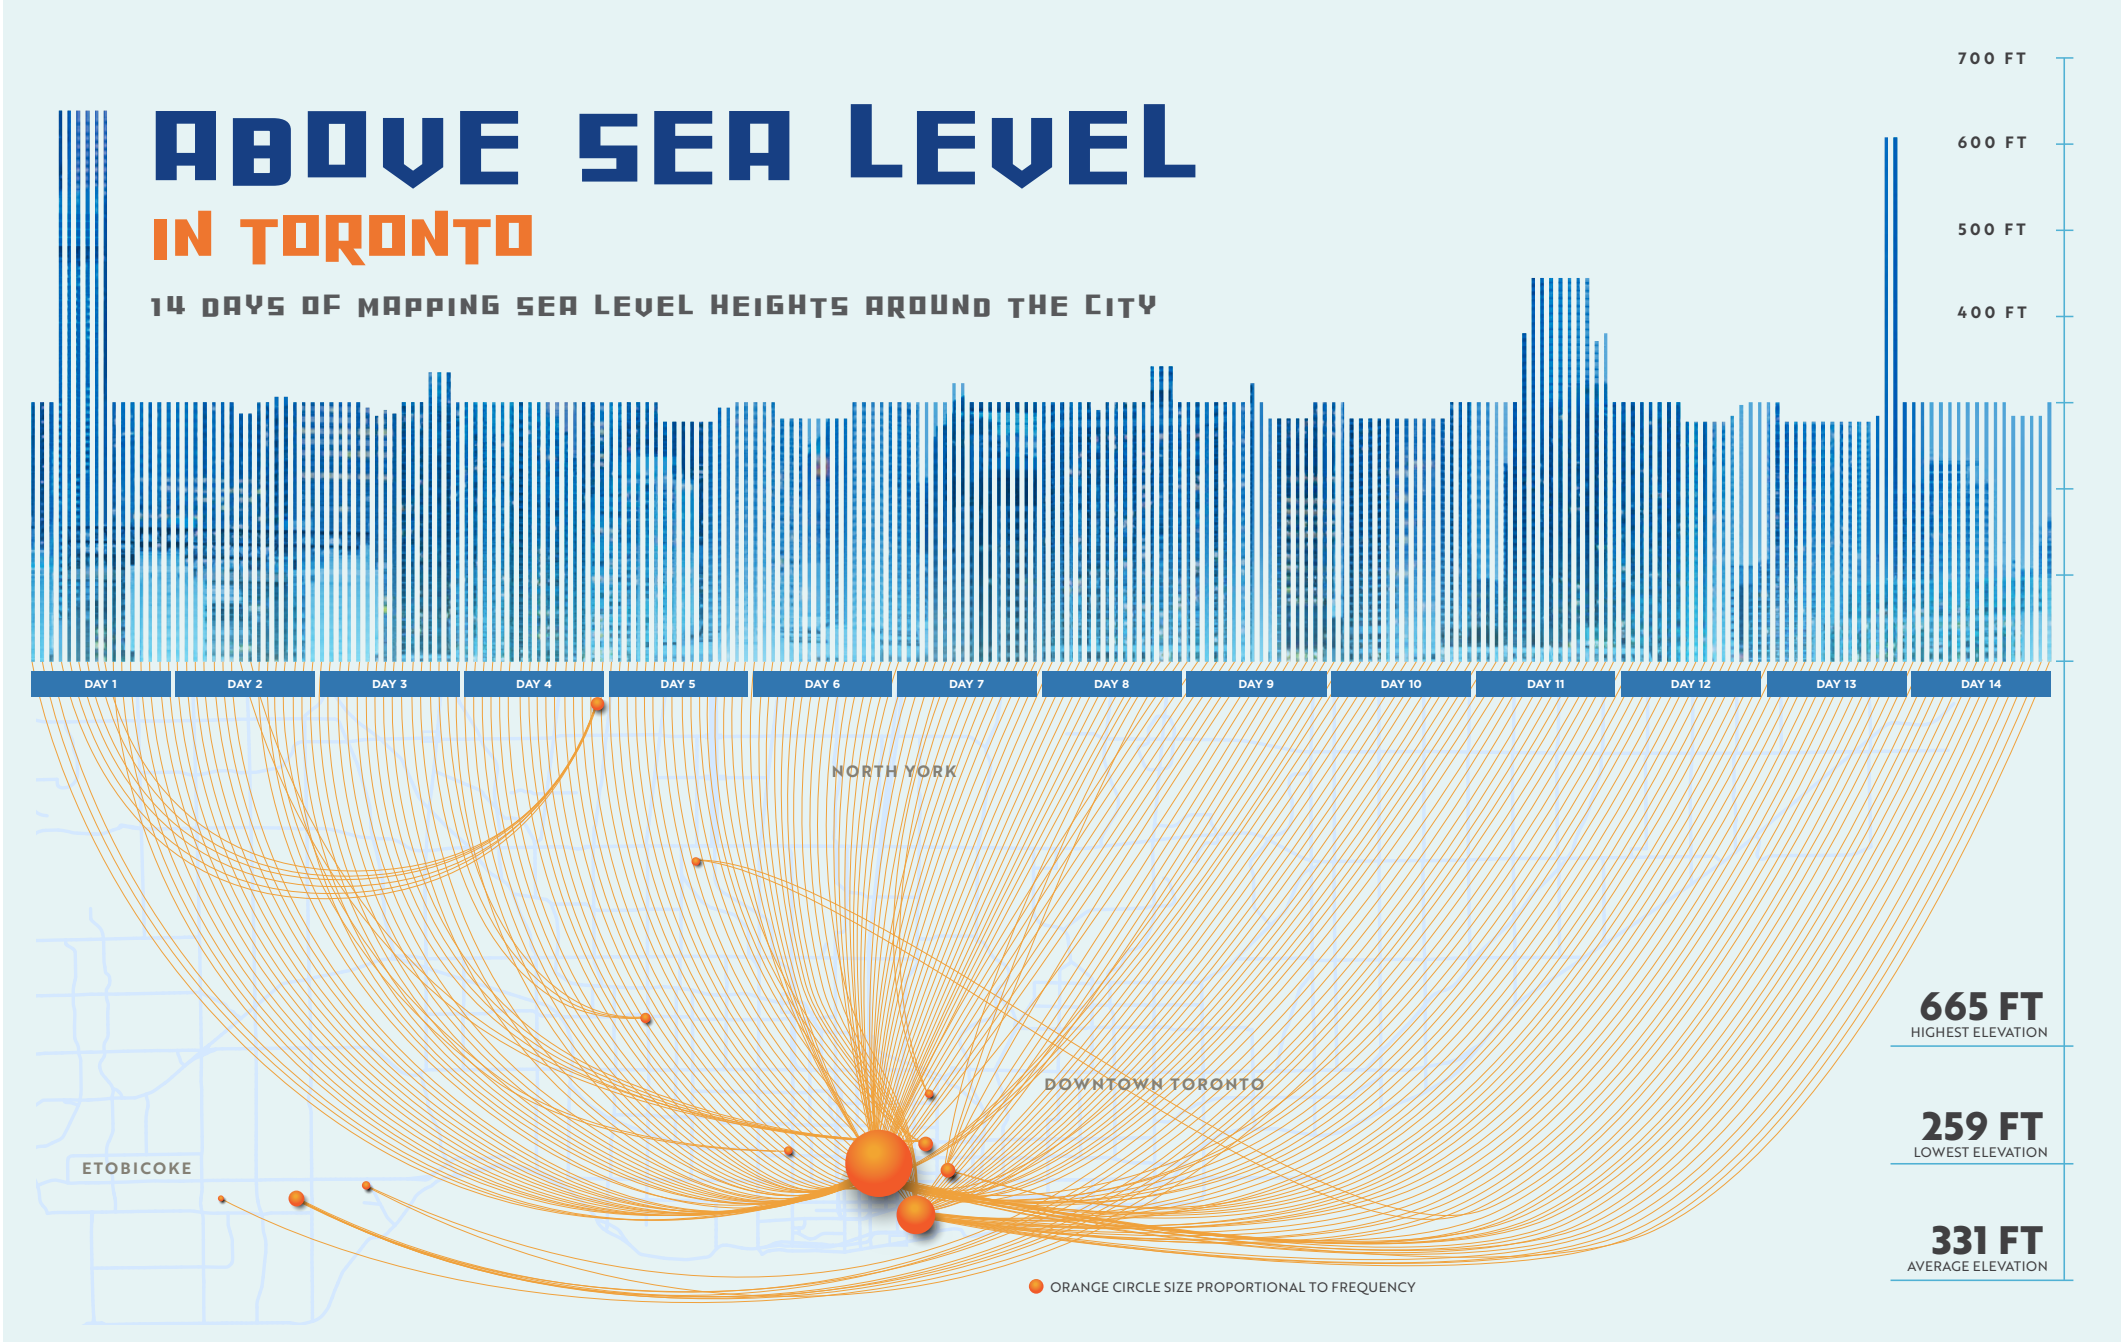 ABOVE SEA LEVEL
IN TORONTO
14 DAYS OF MAPPING SEA LEVEL HEIGHTS AROUND THE CITY
700 FT
600 FT
500 FT
400 FT
DAY 1
DAY 2
DAY 3
DAY 4
DAY 5
DAY 6
DAY 7
DAY 8
DAY 9
DAY 10
DAY 11
DAY 12
DAY 13
DAY 14
NORTH YORK
DOWNTOWN TORONTO
ETOBICOKE
665 FT
HIGHEST ELEVATION
259 FT
LOWEST ELEVATION
331 FT
AVERAGE ELEVATION
ORANGE CIRCLE SIZE PROPORTIONAL TO FREQUENCY